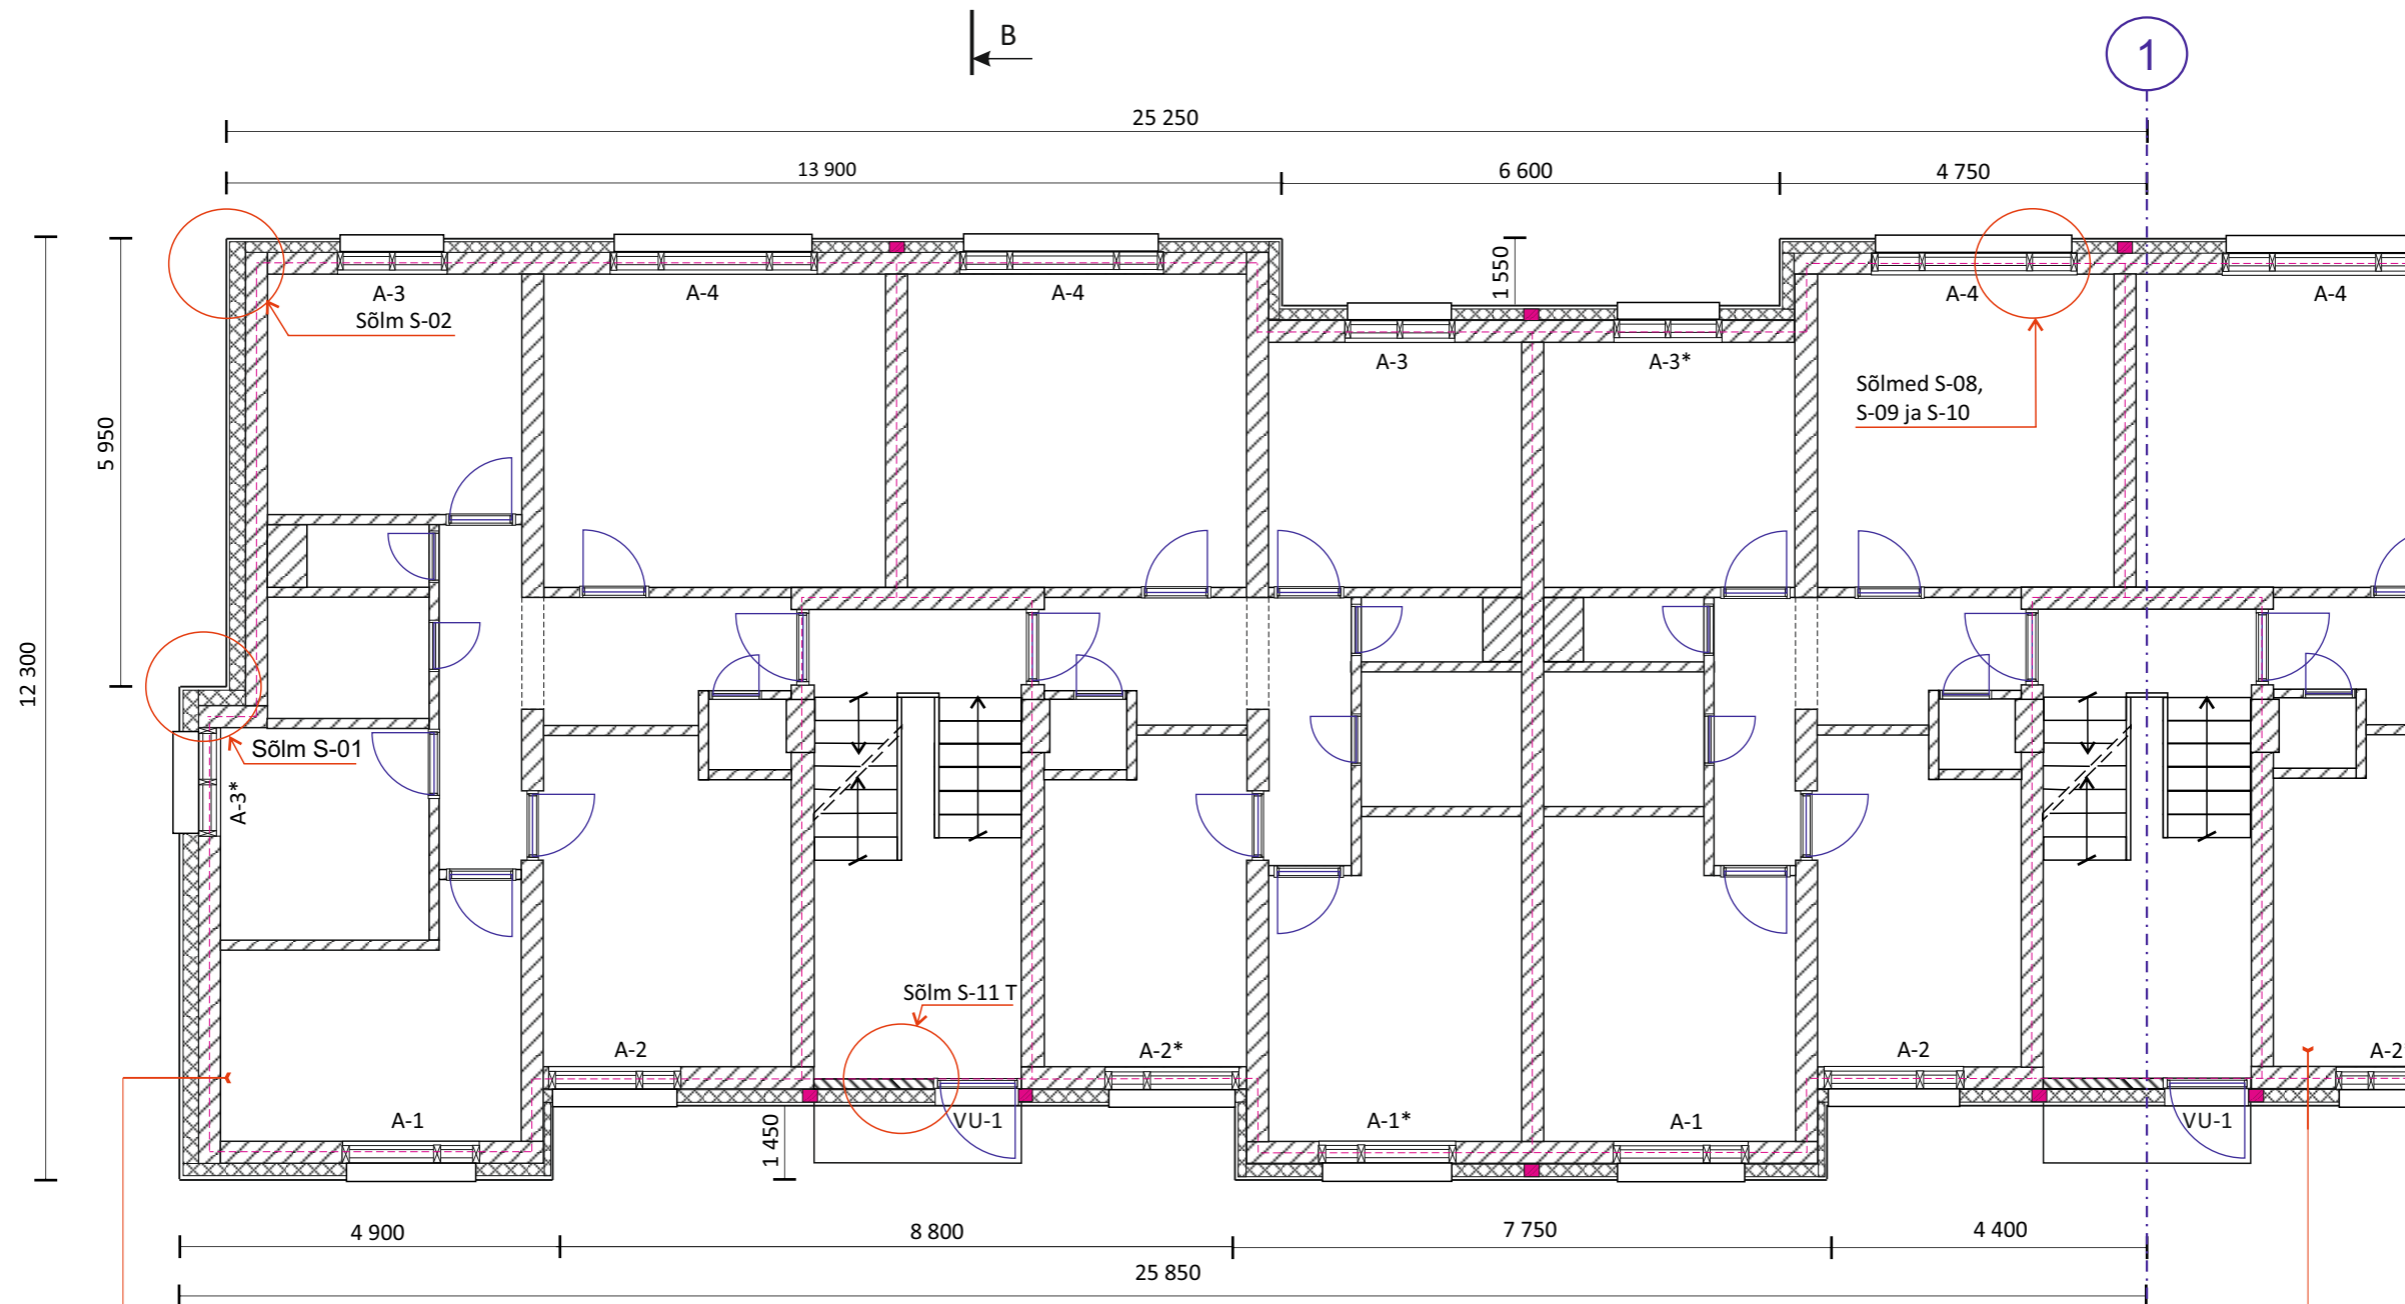 B
1
25 250
13 900
6 600
4 750
1 550
A-3
A-4
A-4
A-4
A-4
Sõlm S-02
A-3
A-3*
Sõlmed S-08,
S-09 ja S-10
5 950
12 300
Sõlm S-01
A-3*
Sõlm S-11 T
A-2
A-2*
A-2
A-2
A-1
VU-1
A-1*
A-1
VU-1
1 450
4 900
8 800
7 750
4 400
25 850